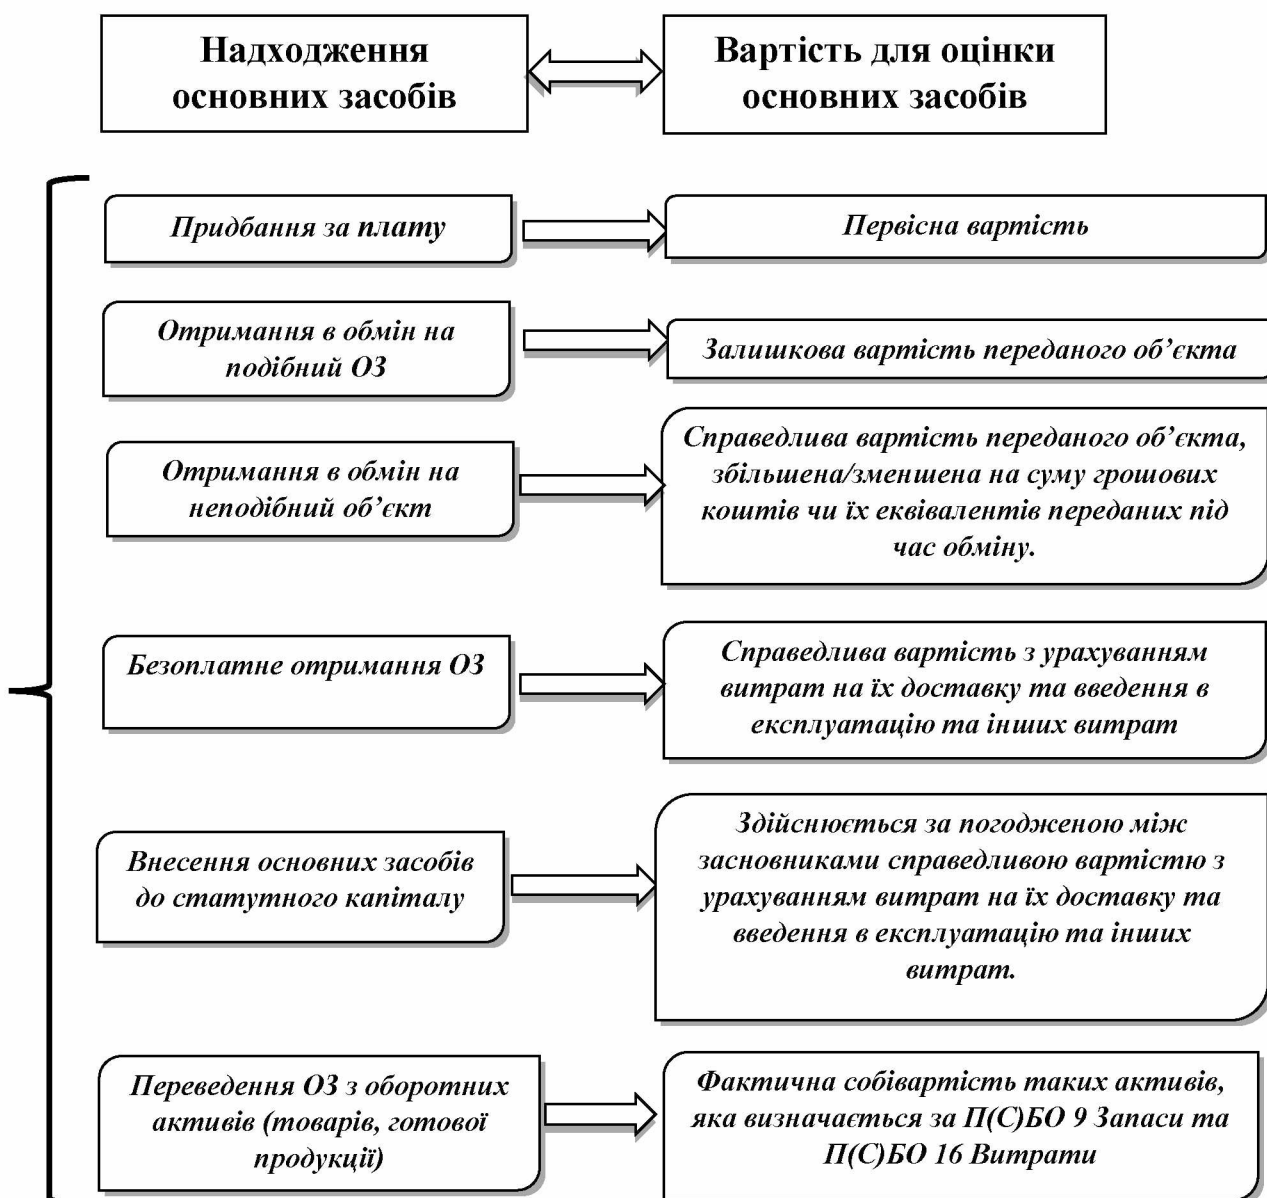 Надходження
основних засобів
Вартість для оцінки
основних засобів
Придбання за плату
Первісна вартість
Отримання в обмін на
подібний ОЗ
Залишкова вартість переданого об’єкта
Отримання в обмін на
неподібний об’єкт
Справедлива вартість переданого об’єкта,
збільшена/зменшена на суму грошових
коштів чи їх еквівалентів переданих під
час обміну.
Безоплатне отримання ОЗ
Справедлива вартість з урахуванням
витрат на їх доставку та введення в
експлуатацію та інших витрат
Внесення основних засобів
до статутного капіталу
Здійснюється за погодженою між
засновниками справедливою вартістю з
урахуванням витрат на їх доставку та
введення в експлуатацію та інших
витрат.
Переведення ОЗ з оборотних
активів (товарів, готової
продукції)
Фактична собівартість таких активів,
яка визначається за П(С)БО 9 Запаси та
П(С)БО 16 Витрати